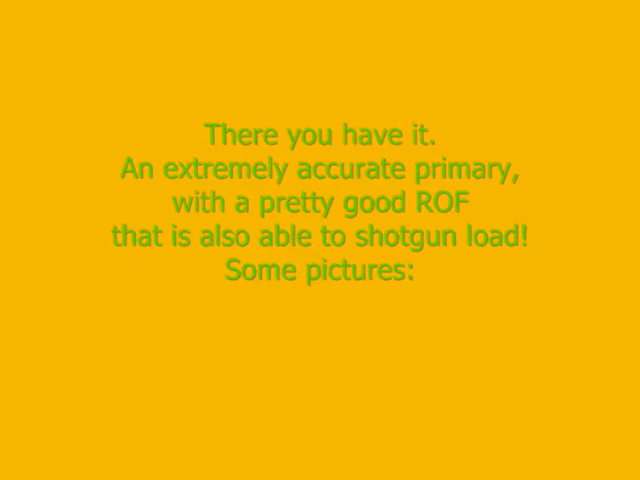 There you have it.
An extremely accurate primary,
with a pretty good ROF
that is also able to shotgun load!
Some pictures: